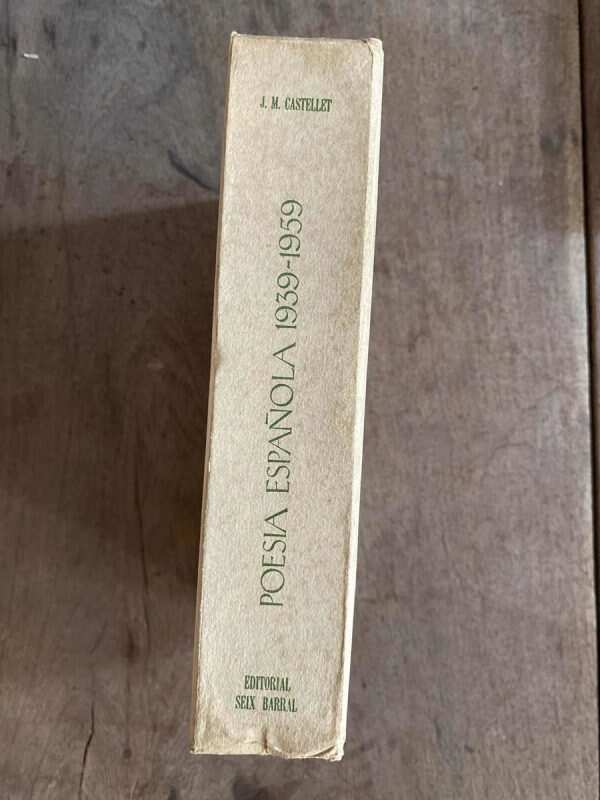 J. M. CASTELLET
POESIA ESPAÑOLA 1939-1959
EDITORIAL
SEIX BARRAL